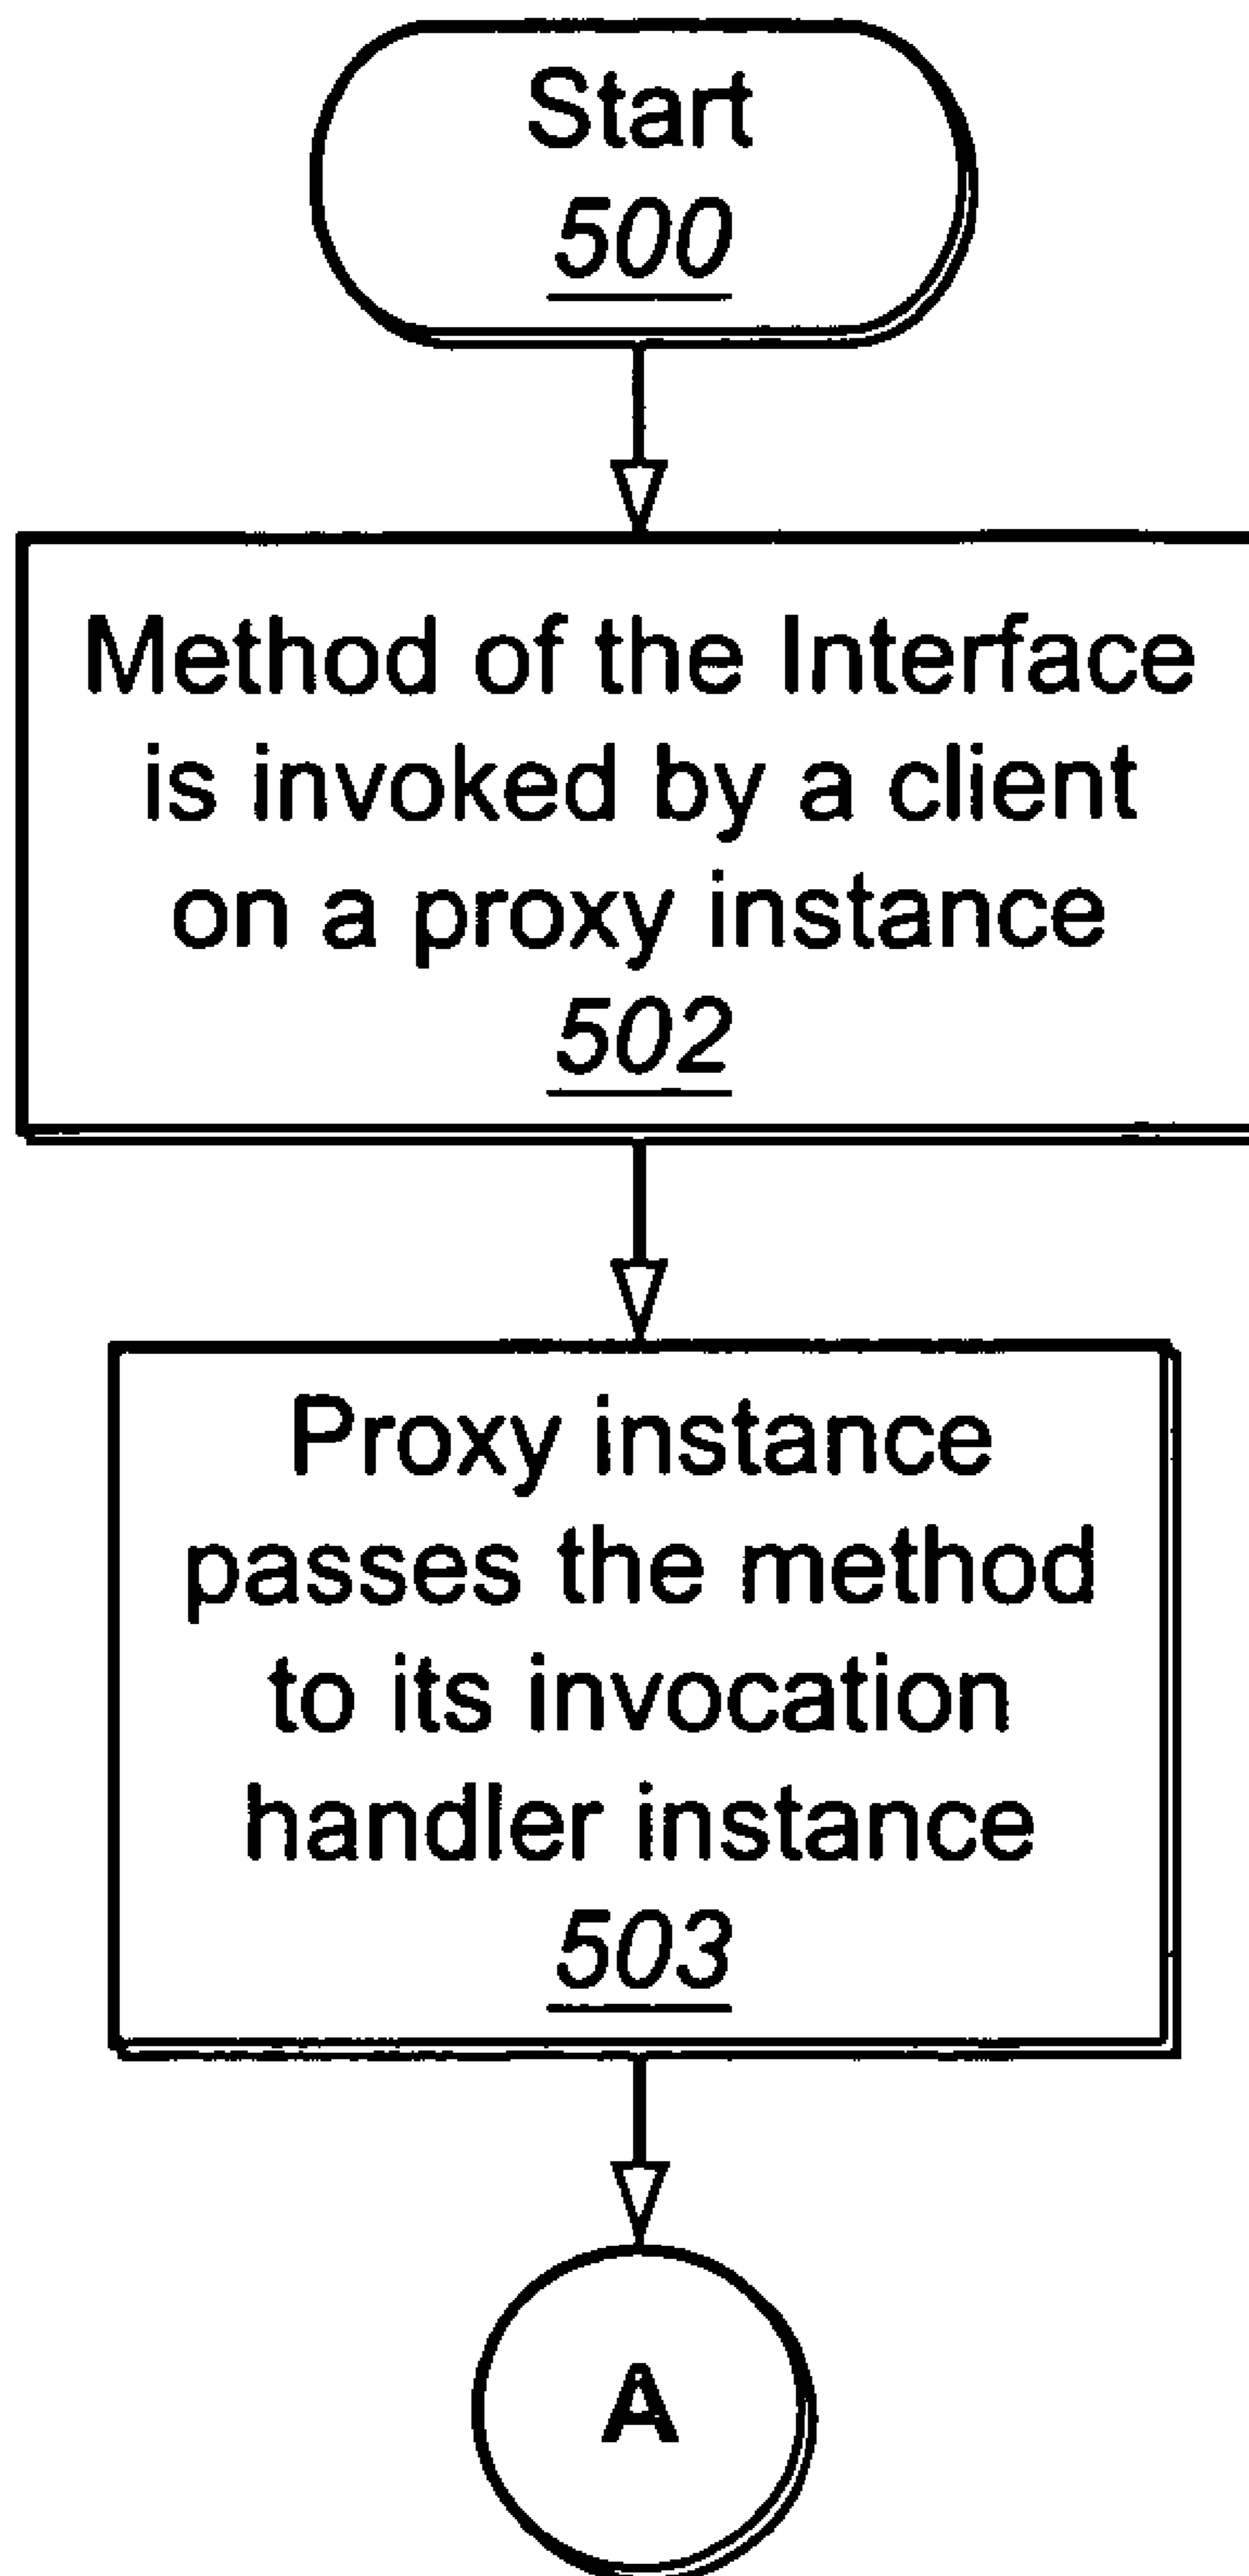 Start
500
Method of the Interface
is invoked by a client
on a proxy instance
502
Proxy instance
passes the method
to its invocation
handler instance
503
A